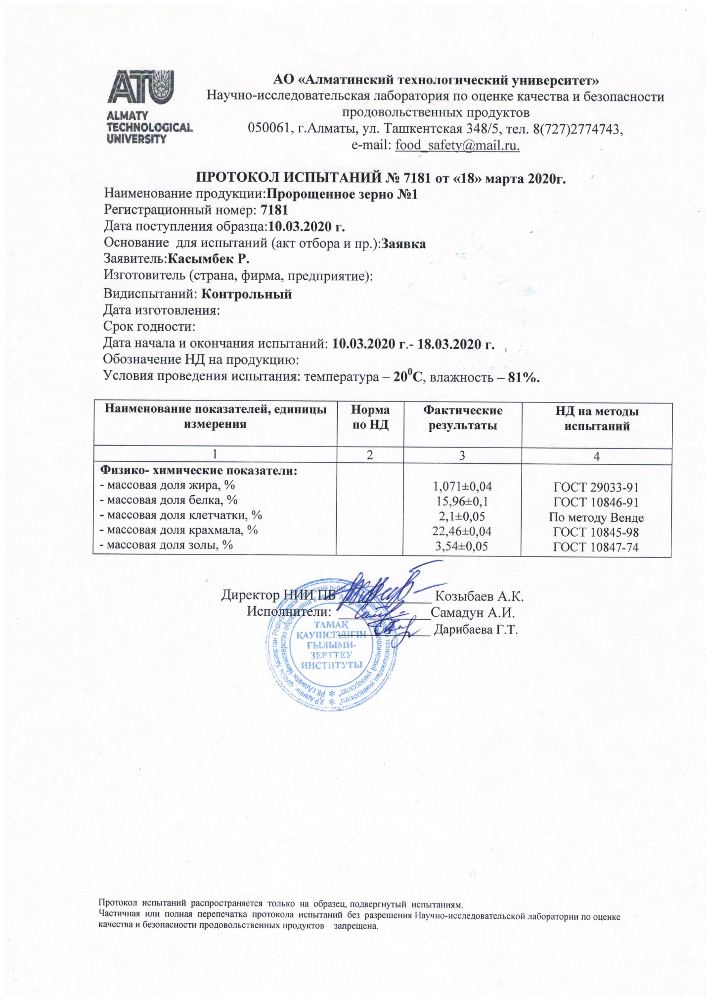 ATU
ALMATY
TECHNOLOGICAL
UNIVERSITY
АО «Алматинский технологический университет»
Научно-исследовательская лаборатория по оценке качества и безопасности
продовольственных продуктов
050061, г.Алматы, ул. Ташкентская 348/5, тел. 8(727)2774743,
e-mail: food_safety@mail.ru.
ПРОТОКОЛ ИСПЫТАНИЙ № 7181 от «18» марта 2020г.
Наименование продукции:Пророщенное зерно №1
Регистрационный номер: 7181
Дата поступления образца:10.03.2020 г.
Основание для испытаний (акт отбора и пр.):Заявка
Заявитель:Касымбек Р.
Изготовитель (страна, фирма, предприятие):
Видиспытаний: Контрольный
Дата изготовления:
Срок годности:
Дата начала и окончания испытаний: 10.03.2020 г.- 18.03.2020 г.
Обозначение НД на продукцию:
Условия проведения испытания: температура – 20⁰С, влажность – 81%.
Наименование показателей, единицы измерения | Норма по НД | Фактические результаты | НД на методы испытаний
1 | 2 | 3 | 4
Физико- химические показатели:
- массовая доля жира, % 1,071±0,04 ГОСТ 29033-91
- массовая доля белка, % 15,96±0,1 ГОСТ 10846-91
- массовая доля клетчатки, % 2,1±0,05 По методу Венде
- массовая доля крахмала, % 22,46±0,04 ГОСТ 10845-98
- массовая доля золы, % 3,54±0,05 ГОСТ 10847-74
Директор НИИ ПБ Козыбаев А.К.
Исполнители: Самадун А.И.
Дарибаева Г.Т.
ТАМАҚ
ҚАУІПСІЗДІГІН
ҒЫЛЫМИ-
ЗЕРТТЕУ
ИНСТИТУТЫ
Протокол испытаний распространяется только на образец, подвергнутый испытаниям.
Частичная или полная перепечатка протокола испытаний без разрешения Научно-исследовательской лаборатории по оценке
качества и безопасности продовольственных продуктов запрещена.